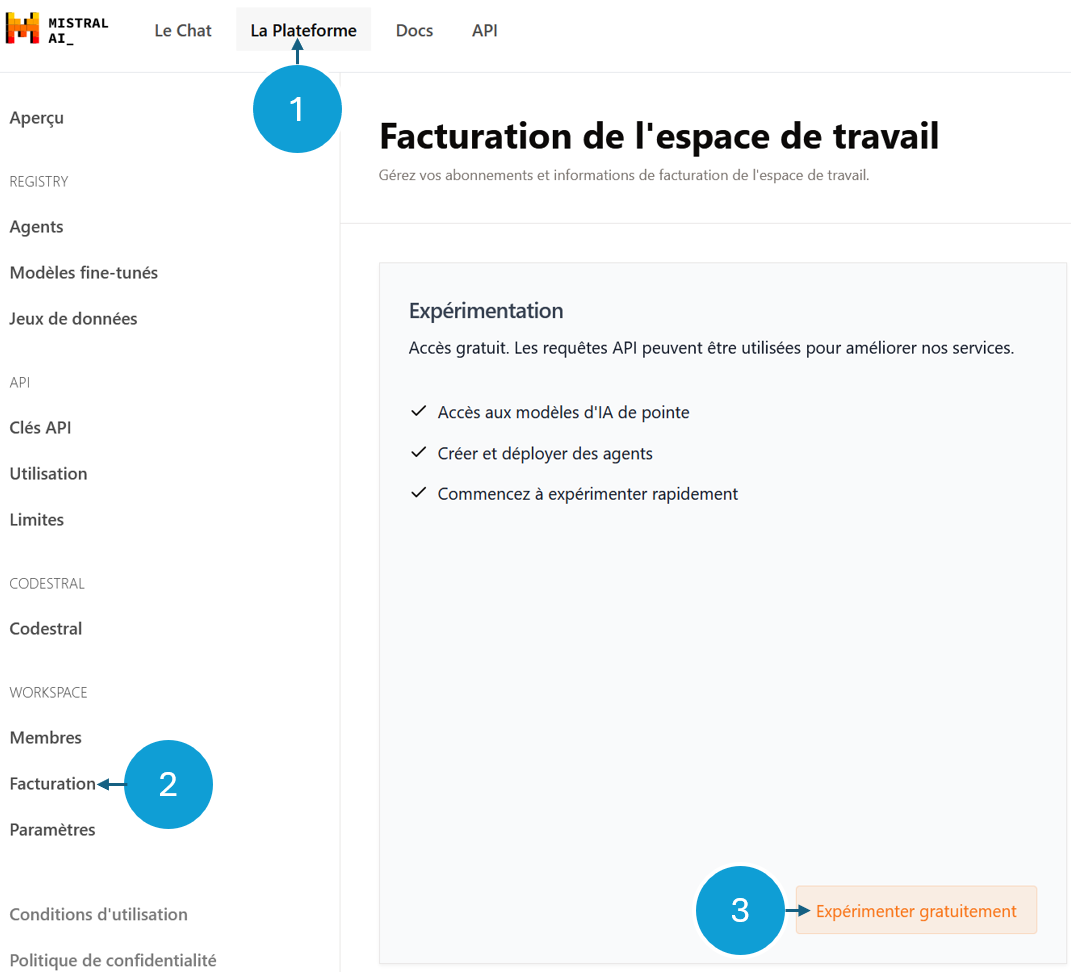 MISTRAL
AI_
Le Chat
La Plateforme
Docs
API
1
Aperçu
REGISTRY
Agents
Modèles fine-tunés
Jeux de données
API
Clés API
Utilisation
Limites
CODESTRAL
Codestral
WORKSPACE
Membres
Facturation
2
Paramètres
Conditions d'utilisation
Politique de confidentialité
Facturation de l'espace de travail
Gérez vos abonnements et informations de facturation de l'espace de travail.
Expérimentation
Accès gratuit. Les requêtes API peuvent être utilisées pour améliorer nos services.
Accès aux modèles d'IA de pointe
Créer et déployer des agents
Commencez à expérimenter rapidement
3
Expérimenter gratuitement